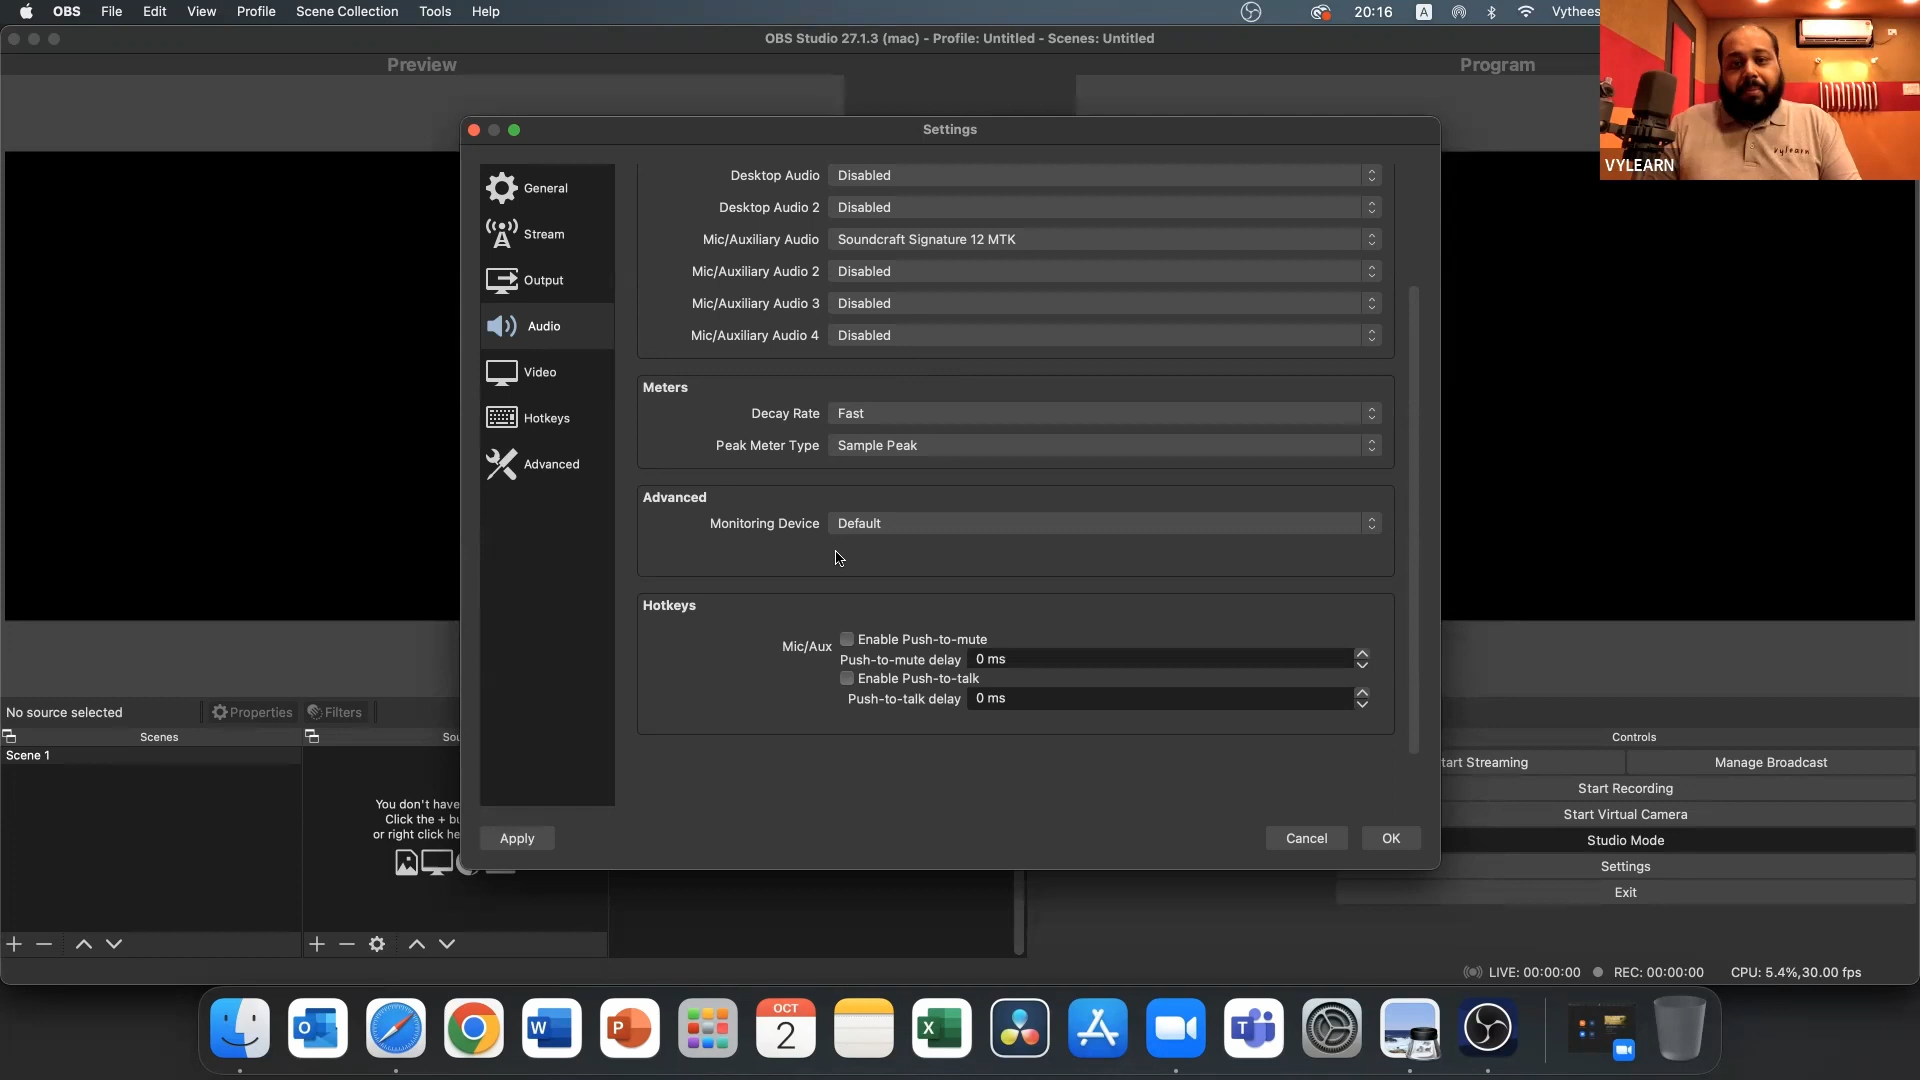 OBS File Edit View Profile Scene Collection Tools Help
20:16 A Vythees
OBS Studio 27.1.3 (mac) - Profile: Untitled - Scenes: Untitled
Preview
Program
vylearn
VYLEARN
Settings
General
Stream
Output
Audio
Video
Hotkeys
Advanced
Desktop Audio Disabled
Desktop Audio 2 Disabled
Mic/Auxiliary Audio Soundcraft Signature 12 MTK
Mic/Auxiliary Audio 2 Disabled
Mic/Auxiliary Audio 3 Disabled
Mic/Auxiliary Audio 4 Disabled
Meters
Decay Rate Fast
Peak Meter Type Sample Peak
Advanced
Monitoring Device Default
Hotkeys
Mic/Aux Enable Push-to-mute
Push-to-mute delay 0 ms
Enable Push-to-talk
Push-to-talk delay 0 ms
Apply Cancel OK
No source selected Properties Filters
Scenes Sou
Scene 1
You don't have
Click the + bu
or right click he
Controls
tart Streaming Manage Broadcast
Start Recording
Start Virtual Camera
Studio Mode
Settings
Exit
LIVE: 00:00:00 REC: 00:00:00 CPU: 5.4%,30.00 fps
O W P OCT 2 X T